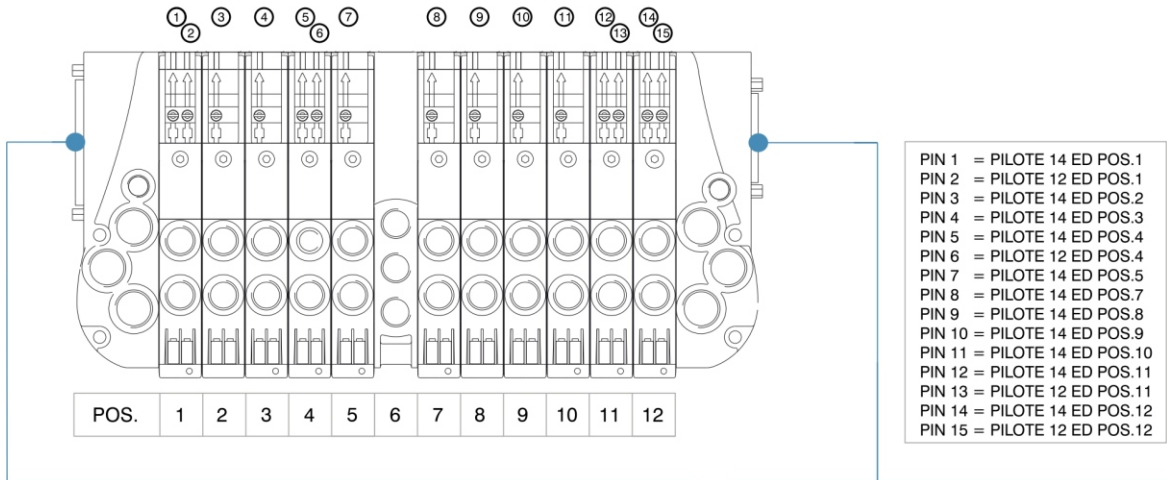 ① ③ ④ ⑤ ⑦ ⑧ ⑨ ⑩ ⑪ ⑫ ⑭
② ⑥ ⑬ ⑮
POS. 1 2 3 4 5 6 7 8 9 10 11 12
PIN 1 = PILOTE 14 ED POS.1
PIN 2 = PILOTE 12 ED POS.1
PIN 3 = PILOTE 14 ED POS.2
PIN 4 = PILOTE 14 ED POS.3
PIN 5 = PILOTE 14 ED POS.4
PIN 6 = PILOTE 12 ED POS.4
PIN 7 = PILOTE 14 ED POS.5
PIN 8 = PILOTE 14 ED POS.7
PIN 9 = PILOTE 14 ED POS.8
PIN 10 = PILOTE 14 ED POS.9
PIN 11 = PILOTE 14 ED POS.10
PIN 12 = PILOTE 14 ED POS.11
PIN 13 = PILOTE 12 ED POS.11
PIN 14 = PILOTE 14 ED POS.12
PIN 15 = PILOTE 12 ED POS.12